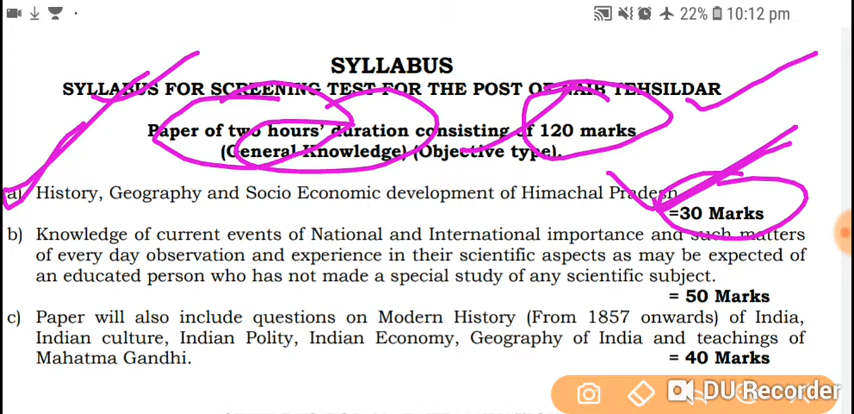 22% 10:12 pm
SYLLABUS
SYLLABUS FOR SCREENING TEST FOR THE POST OF NAIB TEHSILDAR
Paper of two hours' duration consisting of 120 marks
(General Knowledge) (Objective type).
a) History, Geography and Socio Economic development of Himachal Pradesh
=30 Marks
b) Knowledge of current events of National and International importance and such matters
of every day observation and experience in their scientific aspects as may be expected of
an educated person who has not made a special study of any scientific subject.
= 50 Marks
c) Paper will also include questions on Modern History (From 1857 onwards) of India,
Indian culture, Indian Polity, Indian Economy, Geography of India and teachings of
Mahatma Gandhi. = 40 Marks
DU Recorder